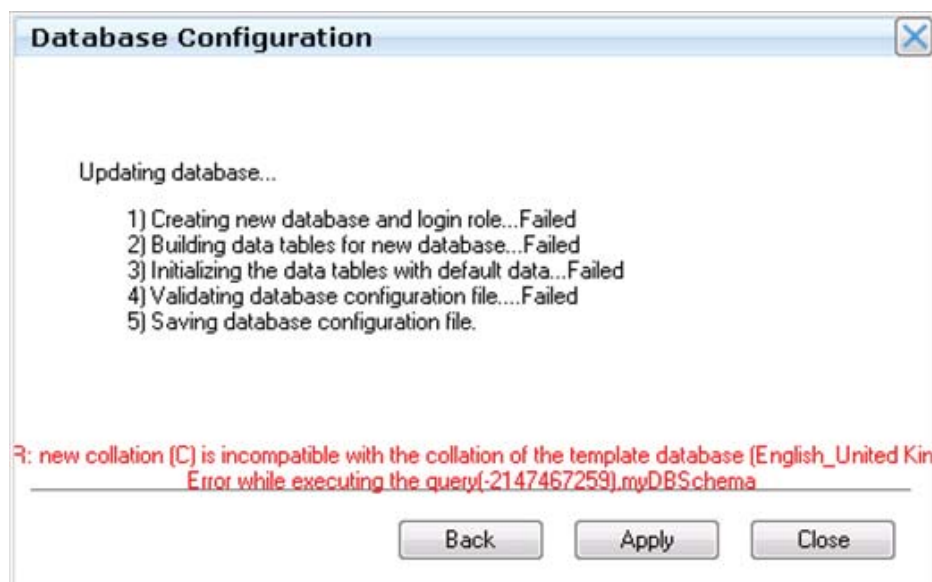 Database Configuration
Updating database...
1) Creating new database and login role...Failed
2) Building data tables for new database...Failed
3) Initializing the data tables with default data...Failed
4) Validating database configuration file....Failed
5) Saving database configuration file.
R: new collation (C) is incompatible with the collation of the template database (English_United Kin
Error while executing the query(-2147467259),myDBSchema
Back Apply Close